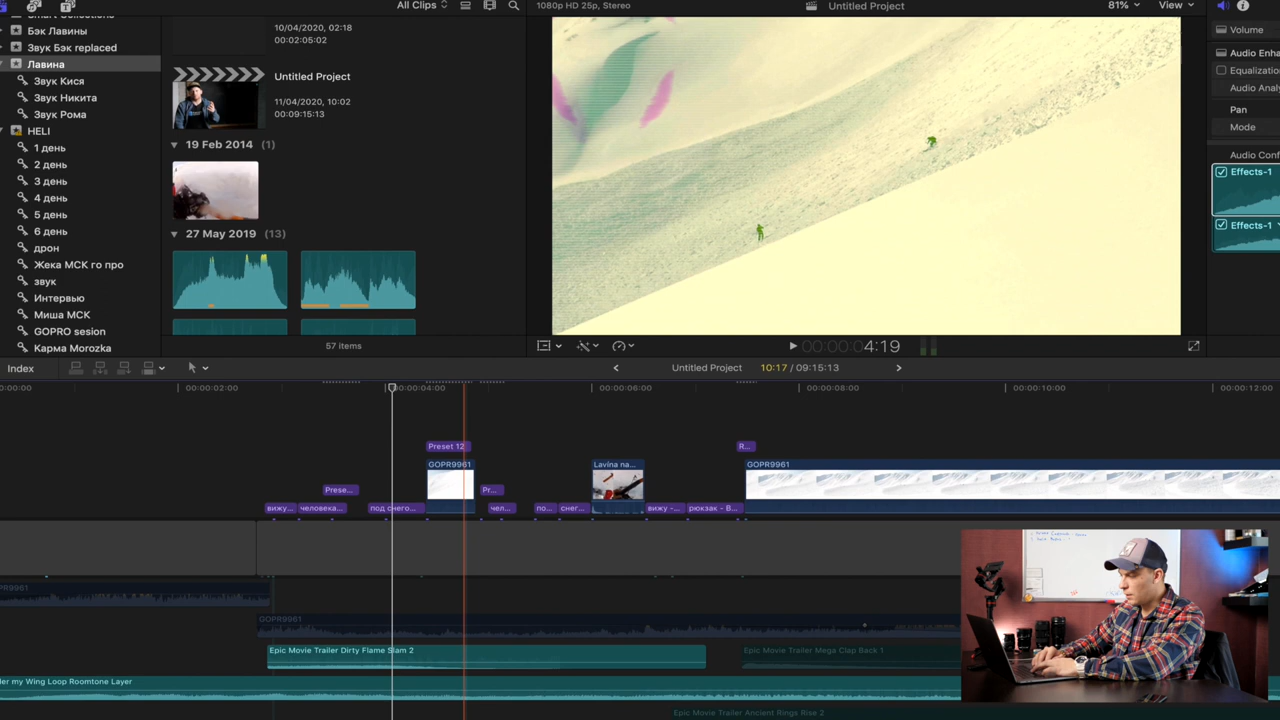 All Clips
1080p HD 25p, Stereo
Untitled Project
81%
View
Smart Collections
Бэк Лавины
Звук Бэк replaced
Лавина
Звук Кися
Звук Никита
Звук Рома
HELI
1 день
2 день
3 день
4 день
5 день
6 день
дрон
Жека МСК го про
звук
Интервью
Миша МСК
GOPRO sesion
Карма Morozka
10/04/2020, 02:18
00:02:05:02
Untitled Project
11/04/2020, 10:02
00:09:15:13
19 Feb 2014 (1)
27 May 2019 (13)
57 items
00:00:00:04:19
Volume
Audio Enha
Equalizatio
Audio Analy
Pan
Mode
Audio Conf
Effects-1
Effects-1
Index
Untitled Project
10:17 / 09:15:13
00:00:00
00:00:02:00
00:00:04:00
00:00:06:00
00:00:08:00
00:00:10:00
00:00:12:00
Preset 12
R...
GOPR9961
Lavina na...
GOPR9961
Prese...
Pr...
вижу...
человека...
под снего...
чел...
по...
снег...
вижу -...
рюкзак - В...
GOPR9961
GOPR9961
Epic Movie Trailer Dirty Flame Slam 2
Epic Movie Trailer Mega Clap Back 1
ler my Wing Loop Roomtone Layer
Epic Movie Trailer Ancient Rings Rise 2